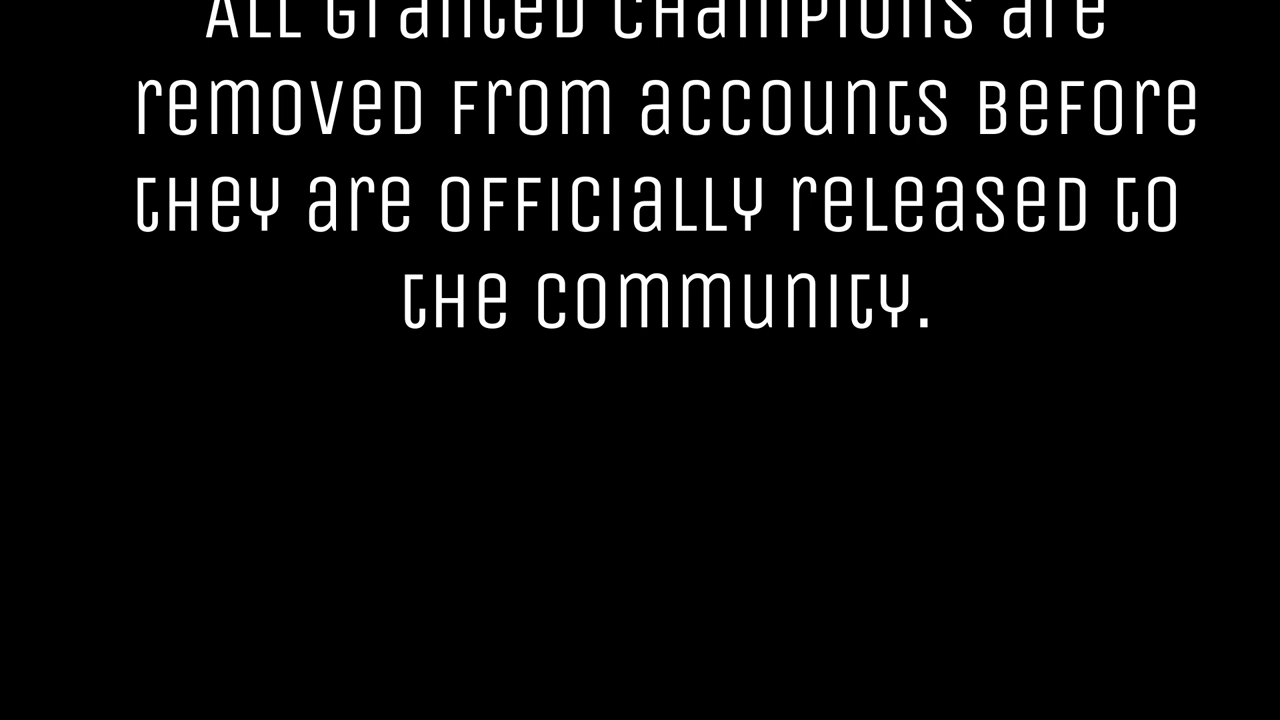 All granted champions are
removed from accounts before
they are officially released to
the community.